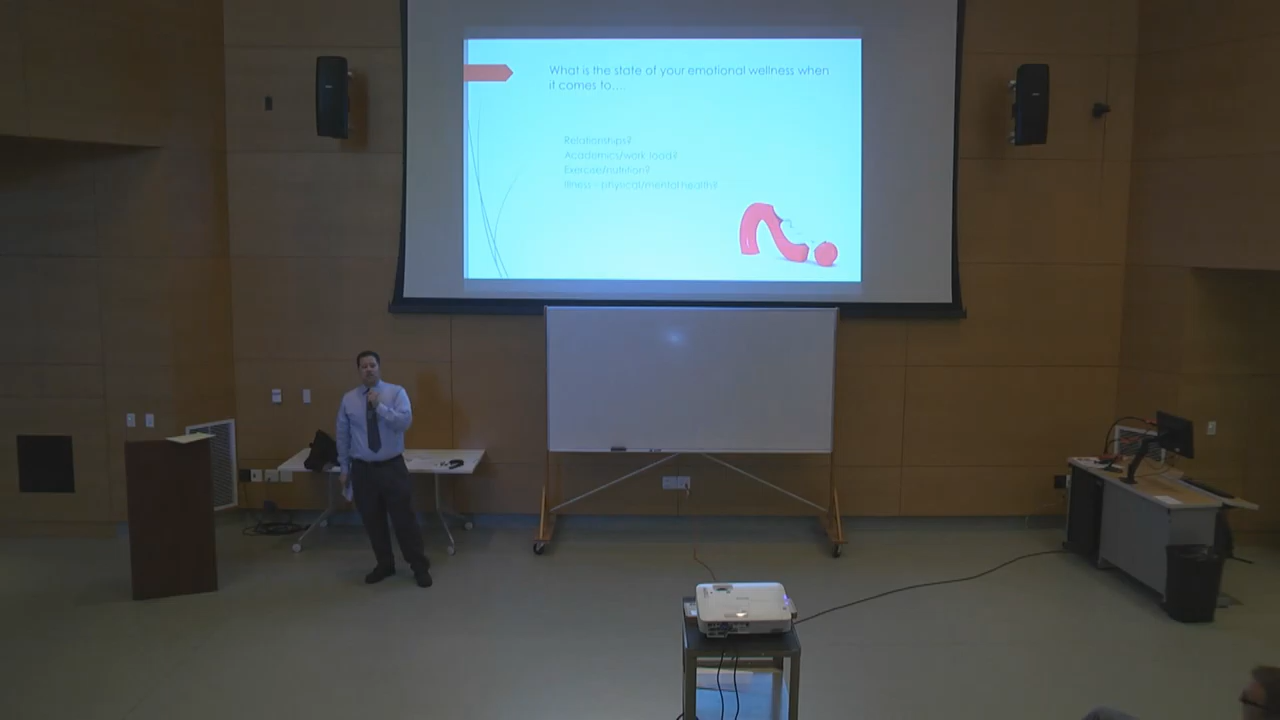 What is the state of your emotional wellness when
it comes to....
Relationships?
Academics/work load?
Exercise/nutrition?
Illness – physical/mental health?